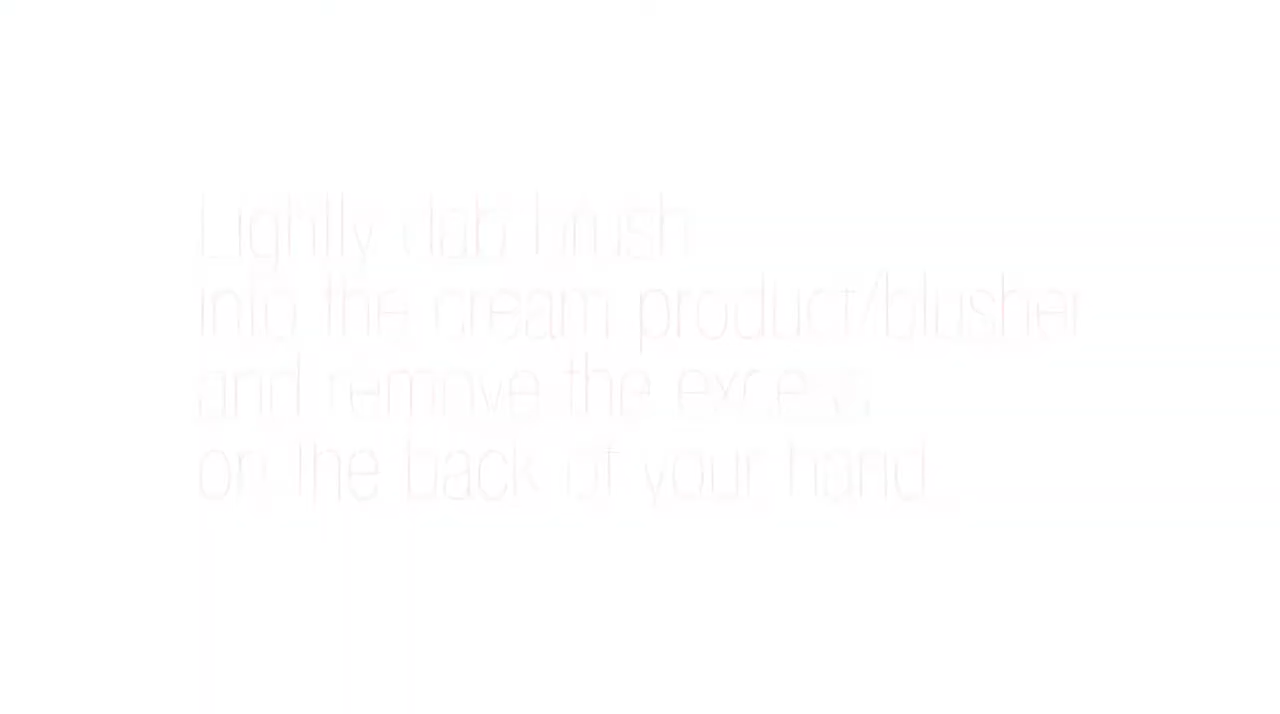 Lightly dab brush
into the cream product/blusher
and remove the excess
on the back of your hand